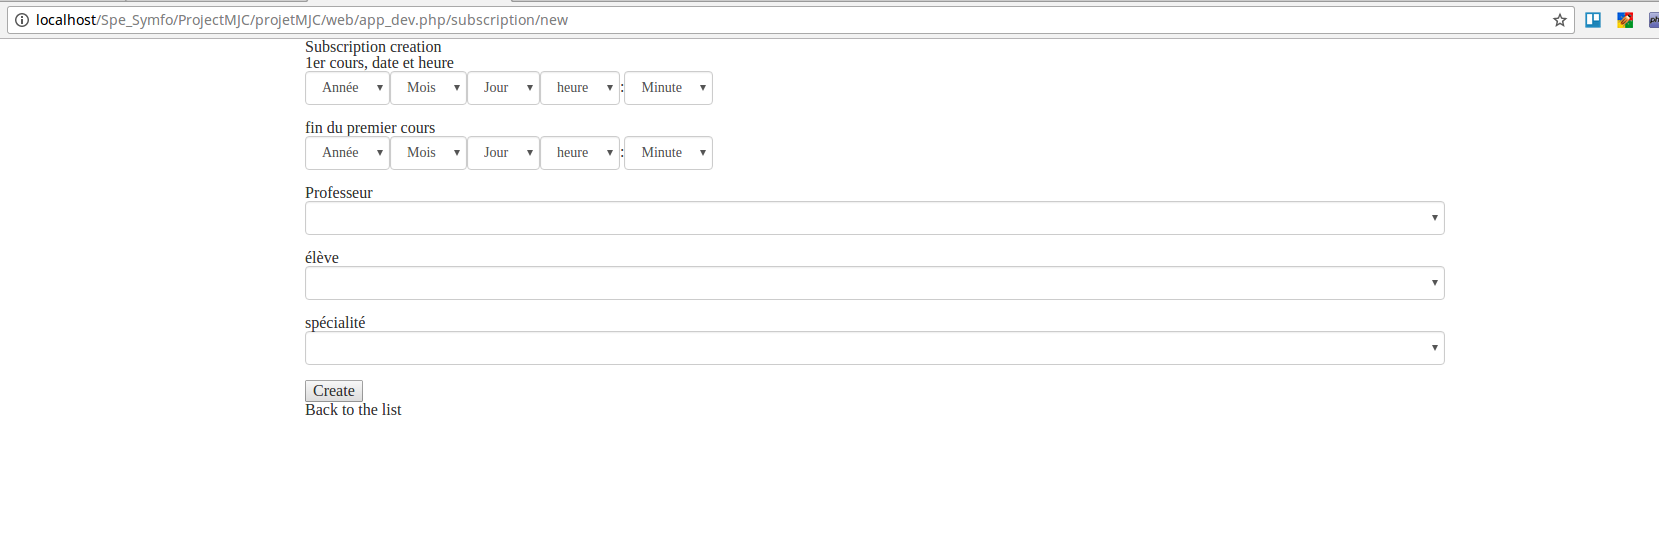 localhost/Spe_Symfo/ProjectMJC/projetMJC/web/app_dev.php/subscription/new
Subscription creation
1er cours, date et heure
Année Mois Jour heure : Minute
fin du premier cours
Année Mois Jour heure : Minute
Professeur
élève
spécialité
Create
Back to the list